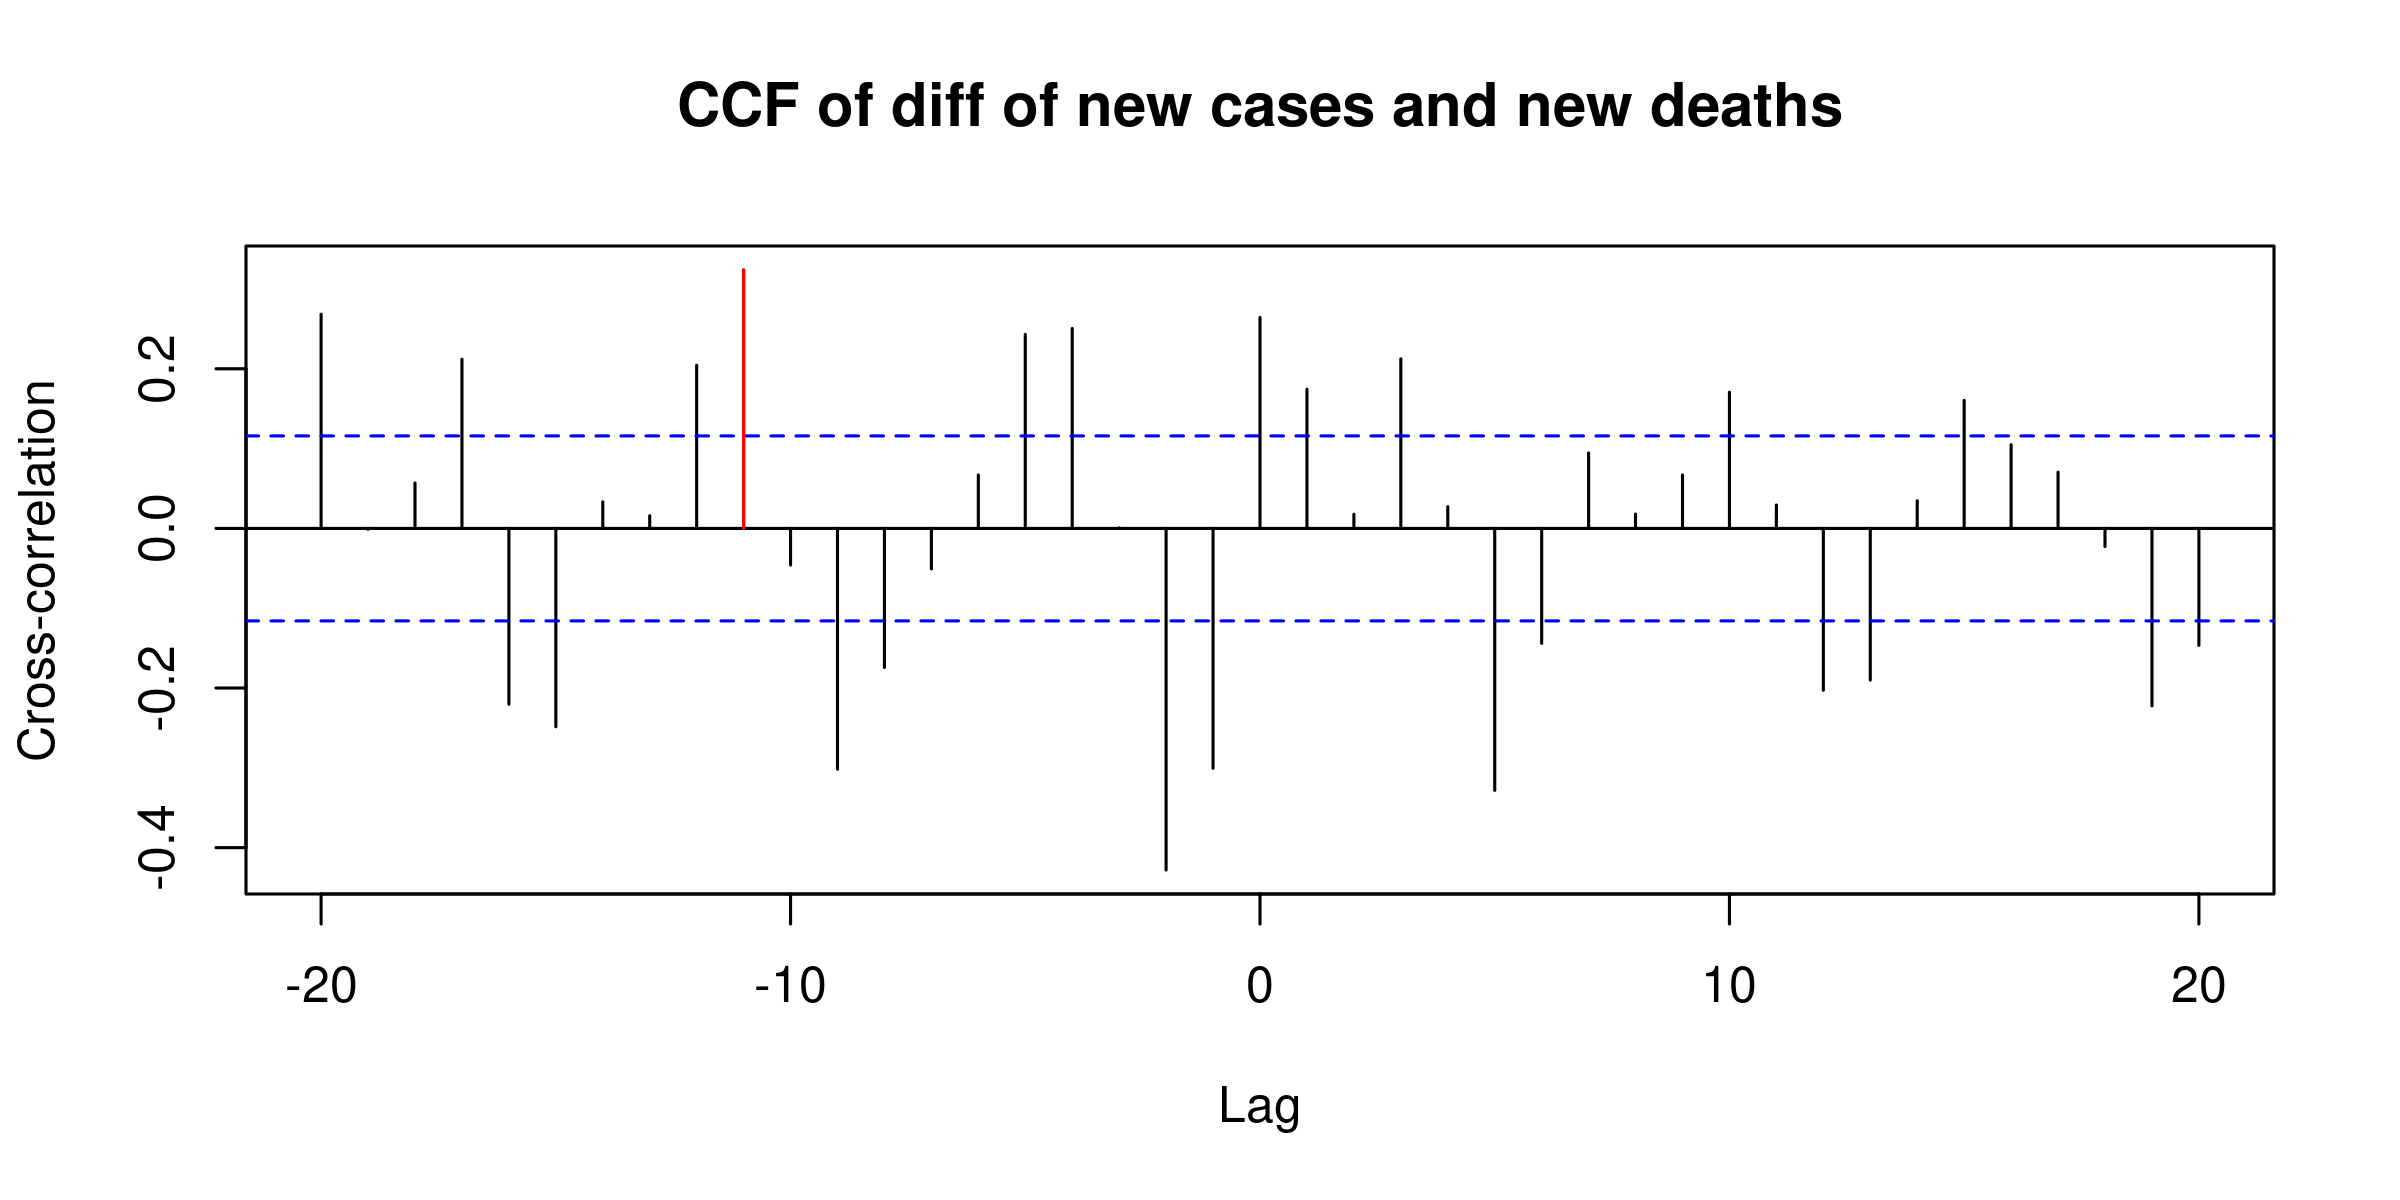 CCF of diff of new cases and new deaths
Cross-correlation
0.2
0.0
-0.2
-0.4
-20 -10 0 10 20
Lag